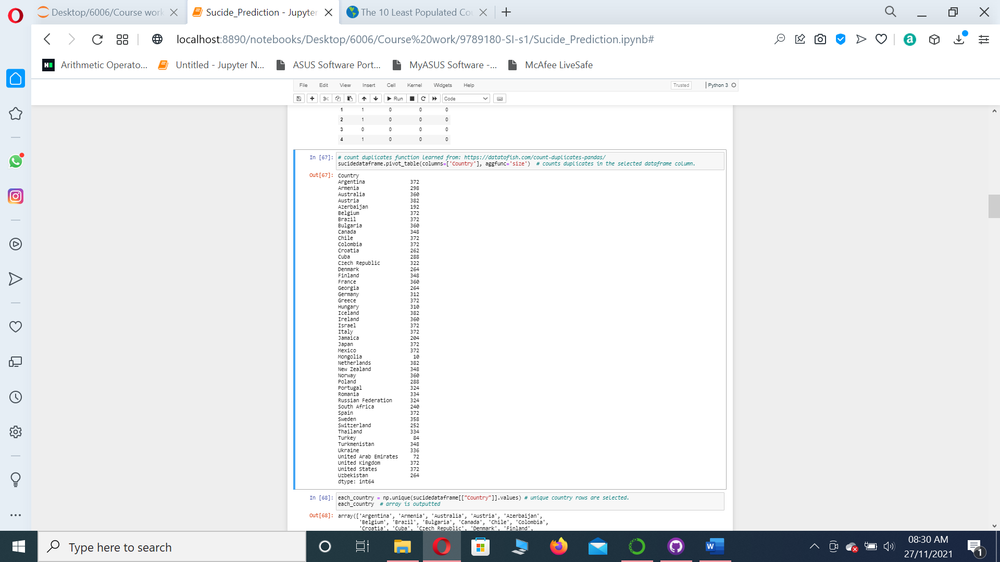 Desktop/6006/Course work
Sucide_Prediction - Jupyter
The 10 Least Populated Cou
localhost:8890/notebooks/Desktop/6006/Course%20work/9789180-SI-s1/Sucide_Prediction.ipynb#
Arithmetic Operato...
Untitled - Jupyter N...
ASUS Software Port...
MyASUS Software -...
McAfee LiveSafe
File Edit View Insert Cell Kernel Widgets Help Trusted Python 3
Run Code
1 1 0 0 0
2 1 0 0 0
3 0 0 0 0
4 1 0 0 0
In [67]: # count duplicates function learned from: https://datatofish.com/count-duplicates-pandas/
sucidedataframe.pivot_table(columns=['Country'], aggfunc='size')  # counts duplicates in the selected dataframe column.
Out[67]: Country
Argentina 372
Armenia 298
Australia 360
Austria 382
Azerbaijan 192
Belgium 372
Brazil 372
Bulgaria 360
Canada 348
Chile 372
Colombia 372
Croatia 262
Cuba 288
Czech Republic 322
Denmark 264
Finland 348
France 360
Georgia 264
Germany 312
Greece 372
Hungary 310
Iceland 382
Ireland 360
Israel 372
Italy 372
Jamaica 204
Japan 372
Mexico 372
Mongolia 10
Netherlands 382
New Zealand 348
Norway 360
Poland 288
Portugal 324
Romania 334
Russian Federation 324
South Africa 240
Spain 372
Sweden 358
Switzerland 252
Thailand 334
Turkey 84
Turkmenistan 348
Ukraine 336
United Arab Emirates 72
United Kingdom 372
United States 372
Uzbekistan 264
dtype: int64
In [68]: each_country = np.unique(sucidedataframe[["Country"]].values) # unique country rows are selected.
each_country  # array is outputted
Out[68]: array(['Argentina', 'Armenia', 'Australia', 'Austria', 'Azerbaijan',
'Belgium', 'Brazil', 'Bulgaria', 'Canada', 'Chile', 'Colombia',
'Croatia', 'Cuba', 'Czech Republic', 'Denmark', 'Finland',
Type here to search
08:30 AM
27/11/2021
1